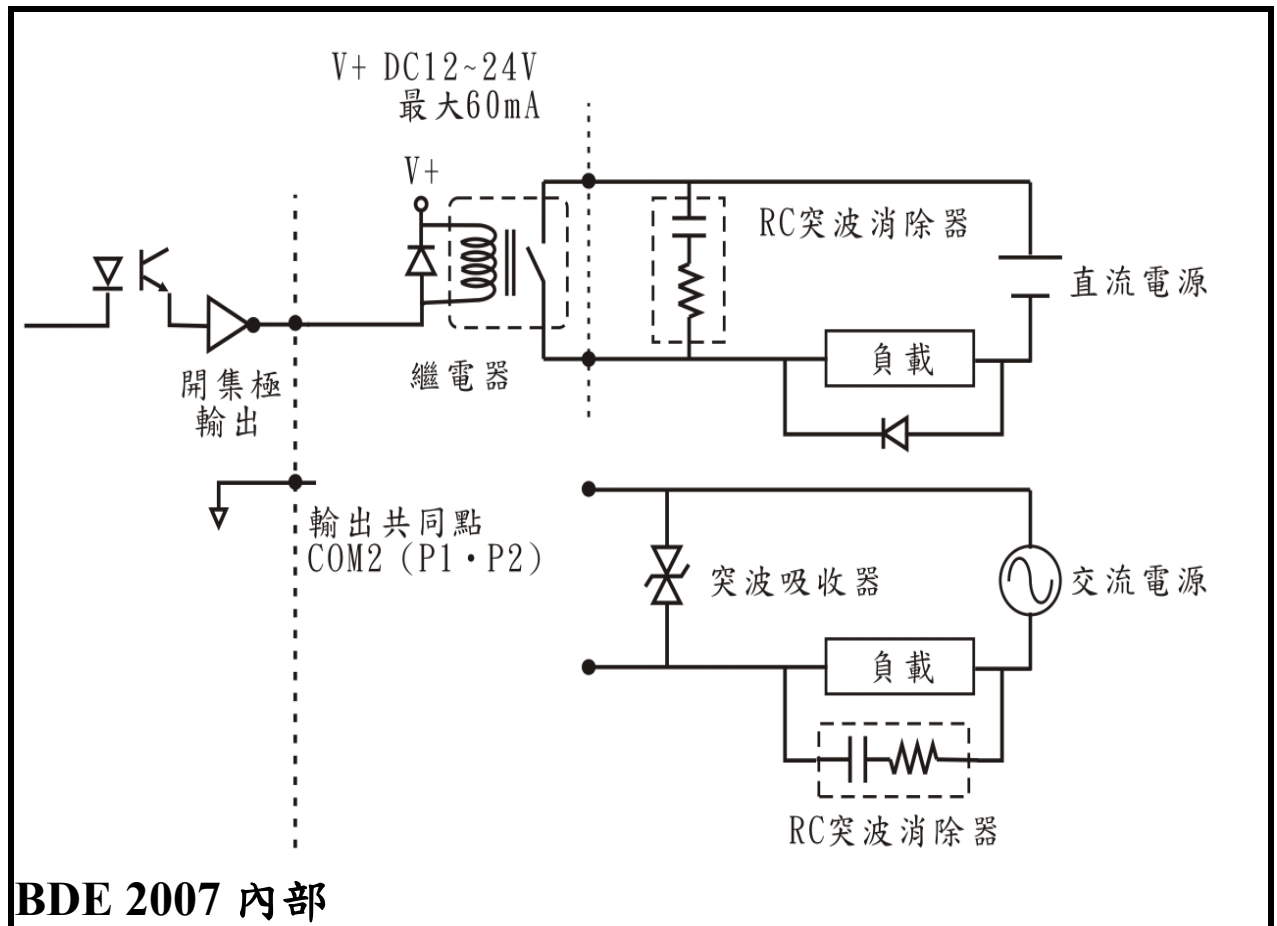 V+ DC12~24V
最大60mA
V+
RC突波消除器
直流電源
負載
繼電器
開集極
輸出
輸出共同點
COM2 (P1·P2)
突波吸收器
交流電源
負載
RC突波消除器
BDE 2007 內部